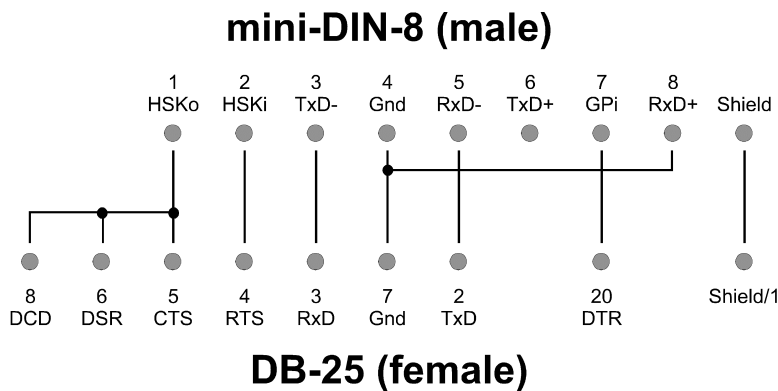 mini-DIN-8 (male)
1 2 3 4 5 6 7 8
HSKo HSKi TxD- Gnd RxD- TxD+ GPi RxD+ Shield
8 6 5 4 3 7 2 20 Shield/1
DCD DSR CTS RTS RxD Gnd TxD DTR
DB-25 (female)